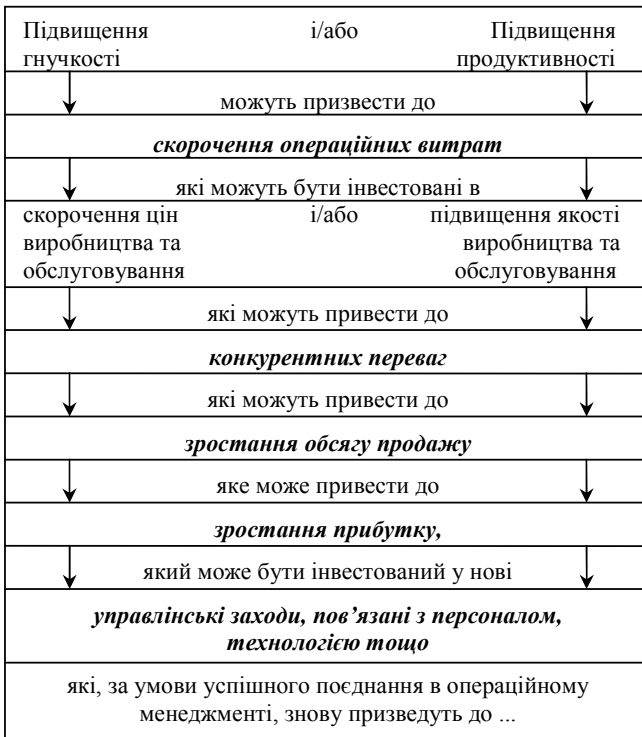 Підвищення і/або Підвищення
гнучкості продуктивності
можуть призвести до
скорочення операційних витрат
які можуть бути інвестовані в
скорочення цін і/або підвищення якості
виробництва та виробництва та
обслуговування обслуговування
які можуть привести до
конкурентних переваг
які можуть привести до
зростання обсягу продажу
яке може привести до
зростання прибутку,
який може бути інвестований у нові
управлінські заходи, пов’язані з персоналом,
технологією тощо
які, за умови успішного поєднання в операційному
менеджменті, знову призведуть до ...